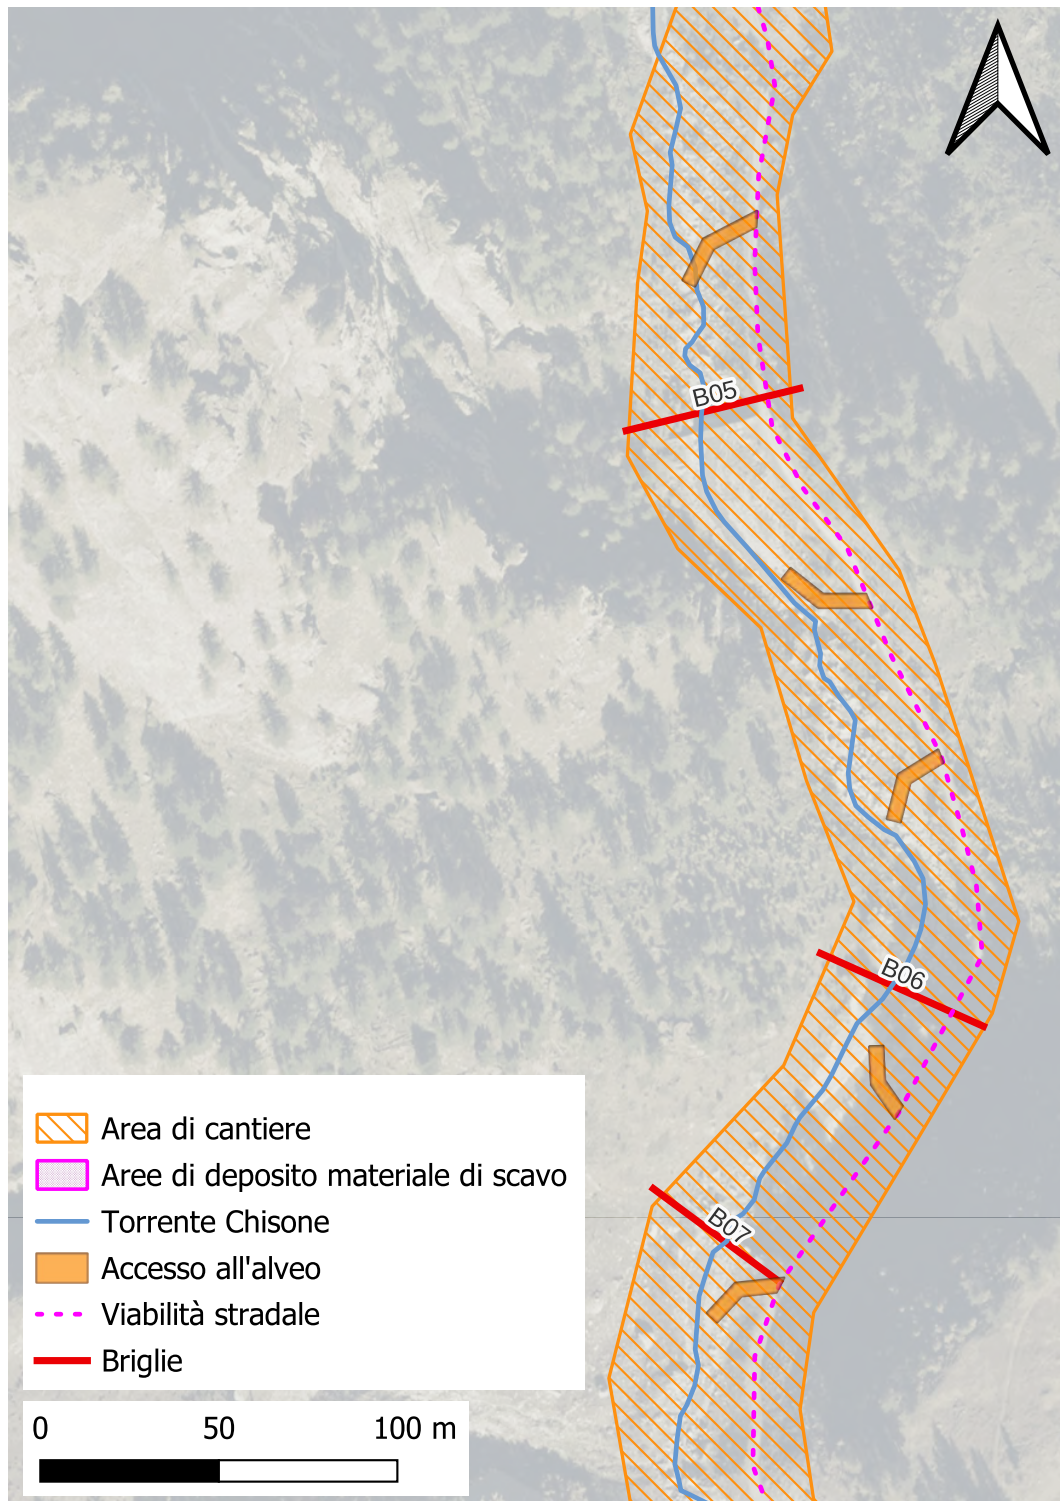 B05
B06
B07
Area di cantiere
Aree di deposito materiale di scavo
Torrente Chisone
Accesso all'alveo
Viabilità stradale
Briglie
0 50 100 m